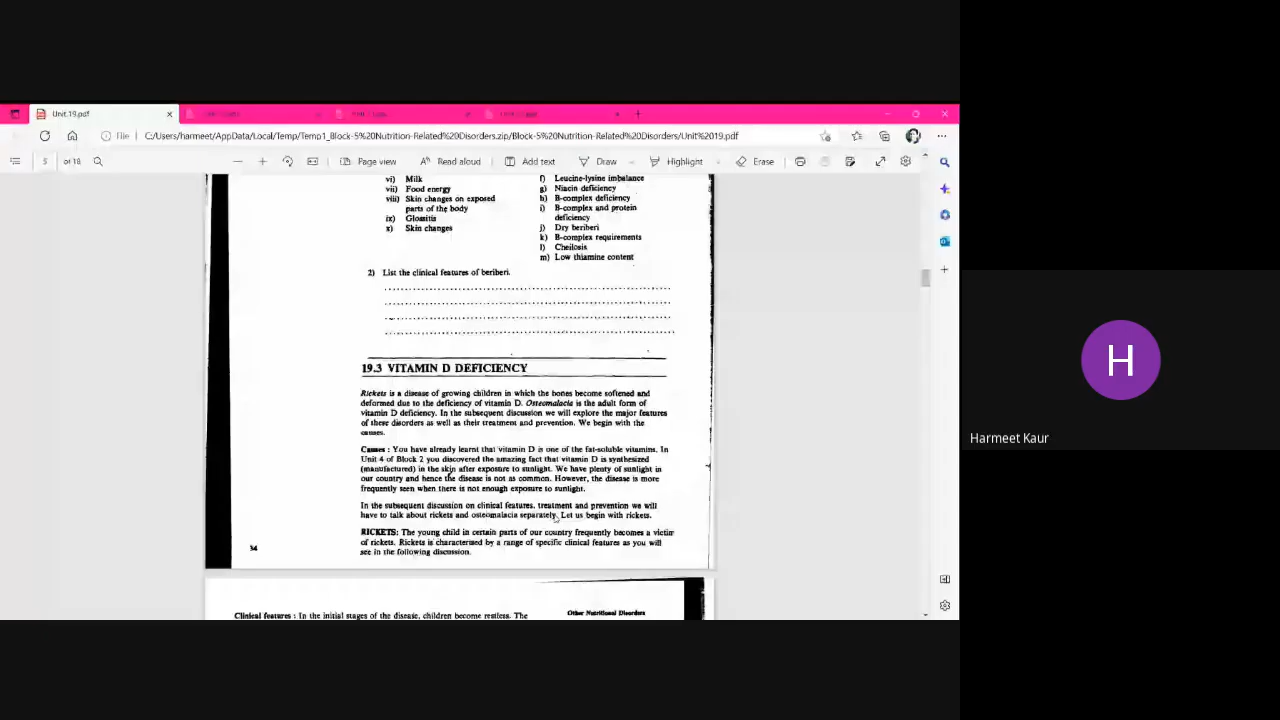 Unit 19.pdf
File
C:/Users/harmeet/AppData/Local/Temp/Temp1_Block-5%20Nutrition-Related%20Disorders.zip/Block-5%20Nutrition-Related%20Disorders/Unit%2019.pdf
5 of 18
Page view
Read aloud
Add text
Draw
Highlight
Erase
vi) Milk
vii) Food energy
viii) Skin changes on exposed
parts of the body
ix) Glossitis
x) Skin changes
f) Leucine-lysine imbalance
g) Niacin deficiency
h) B-complex deficiency
i) B-complex and protein
deficiency
j) Dry beriberi
k) B-complex requirements
l) Cheilosis
m) Low thiamine content
2) List the clinical features of beriberi.
19.3 VITAMIN D DEFICIENCY
Rickets is a disease of growing children in which the bones become softened and
deformed due to the deficiency of vitamin D. Osteomalacia is the adult form of
vitamin D deficiency. In the subsequent discussion we will explore the major features
of these disorders as well as their treatment and prevention. We begin with the
causes.
Causes : You have already learnt that vitamin D is one of the fat-soluble vitamins. In
Unit 4 of Block 2 you discovered the amazing fact that vitamin D is synthesized
(manufactured) in the skin after exposure to sunlight. We have plenty of sunlight in
our country and hence the disease is not as common. However, the disease is more
frequently seen when there is not enough exposure to sunlight.
In the subsequent discussion on clinical features, treatment and prevention we will
have to talk about rickets and osteomalacia separately. Let us begin with rickets.
RICKETS: The young child in certain parts of our country frequently becomes a victim
of rickets. Rickets is characterised by a range of specific clinical features as you will
see in the following discussion.
34
Clinical features : In the initial stages of the disease, children become restless. The
Other Nutritional Disorders
H
Harmeet Kaur